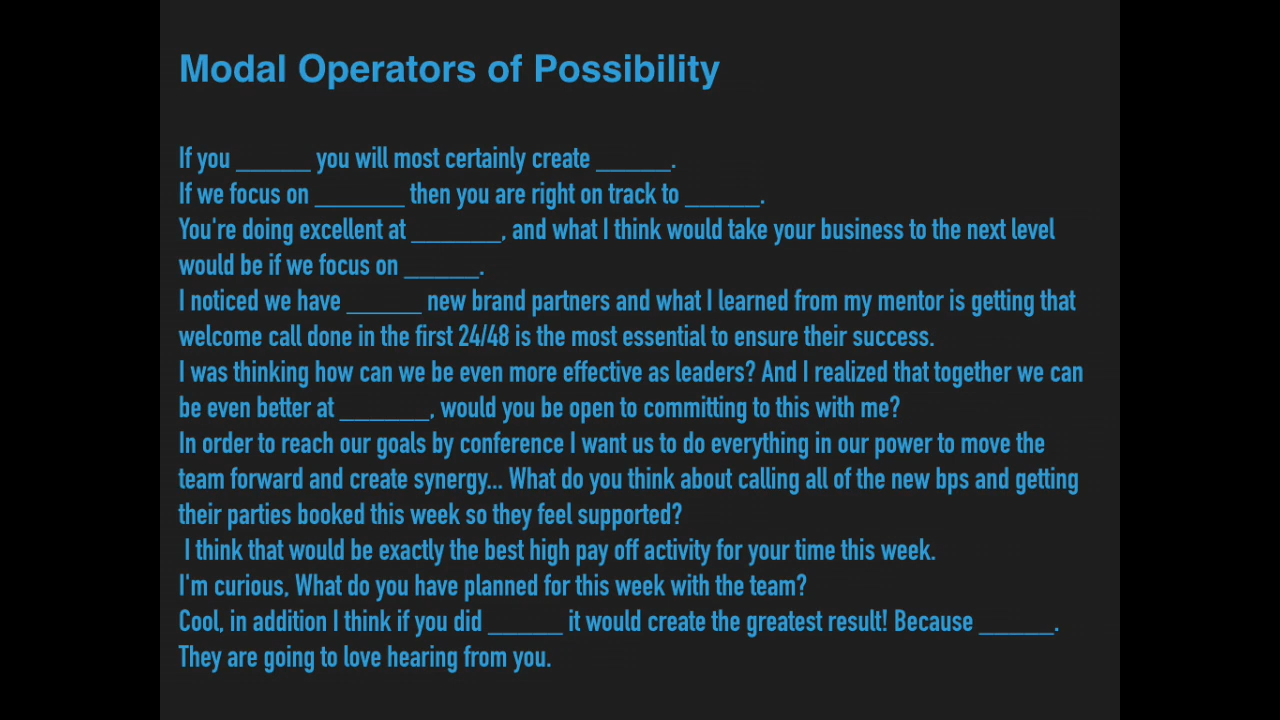 Modal Operators of Possibility
If you ______ you will most certainly create ______.
If we focus on _______ then you are right on track to ______.
You're doing excellent at _______, and what I think would take your business to the next level
would be if we focus on ______.
I noticed we have ______ new brand partners and what I learned from my mentor is getting that
welcome call done in the first 24/48 is the most essential to ensure their success.
I was thinking how can we be even more effective as leaders? And I realized that together we can
be even better at _______, would you be open to committing to this with me?
In order to reach our goals by conference I want us to do everything in our power to move the
team forward and create synergy... What do you think about calling all of the new bps and getting
their parties booked this week so they feel supported?
I think that would be exactly the best high pay off activity for your time this week.
I'm curious, What do you have planned for this week with the team?
Cool, in addition I think if you did ______ it would create the greatest result! Because ______.
They are going to love hearing from you.